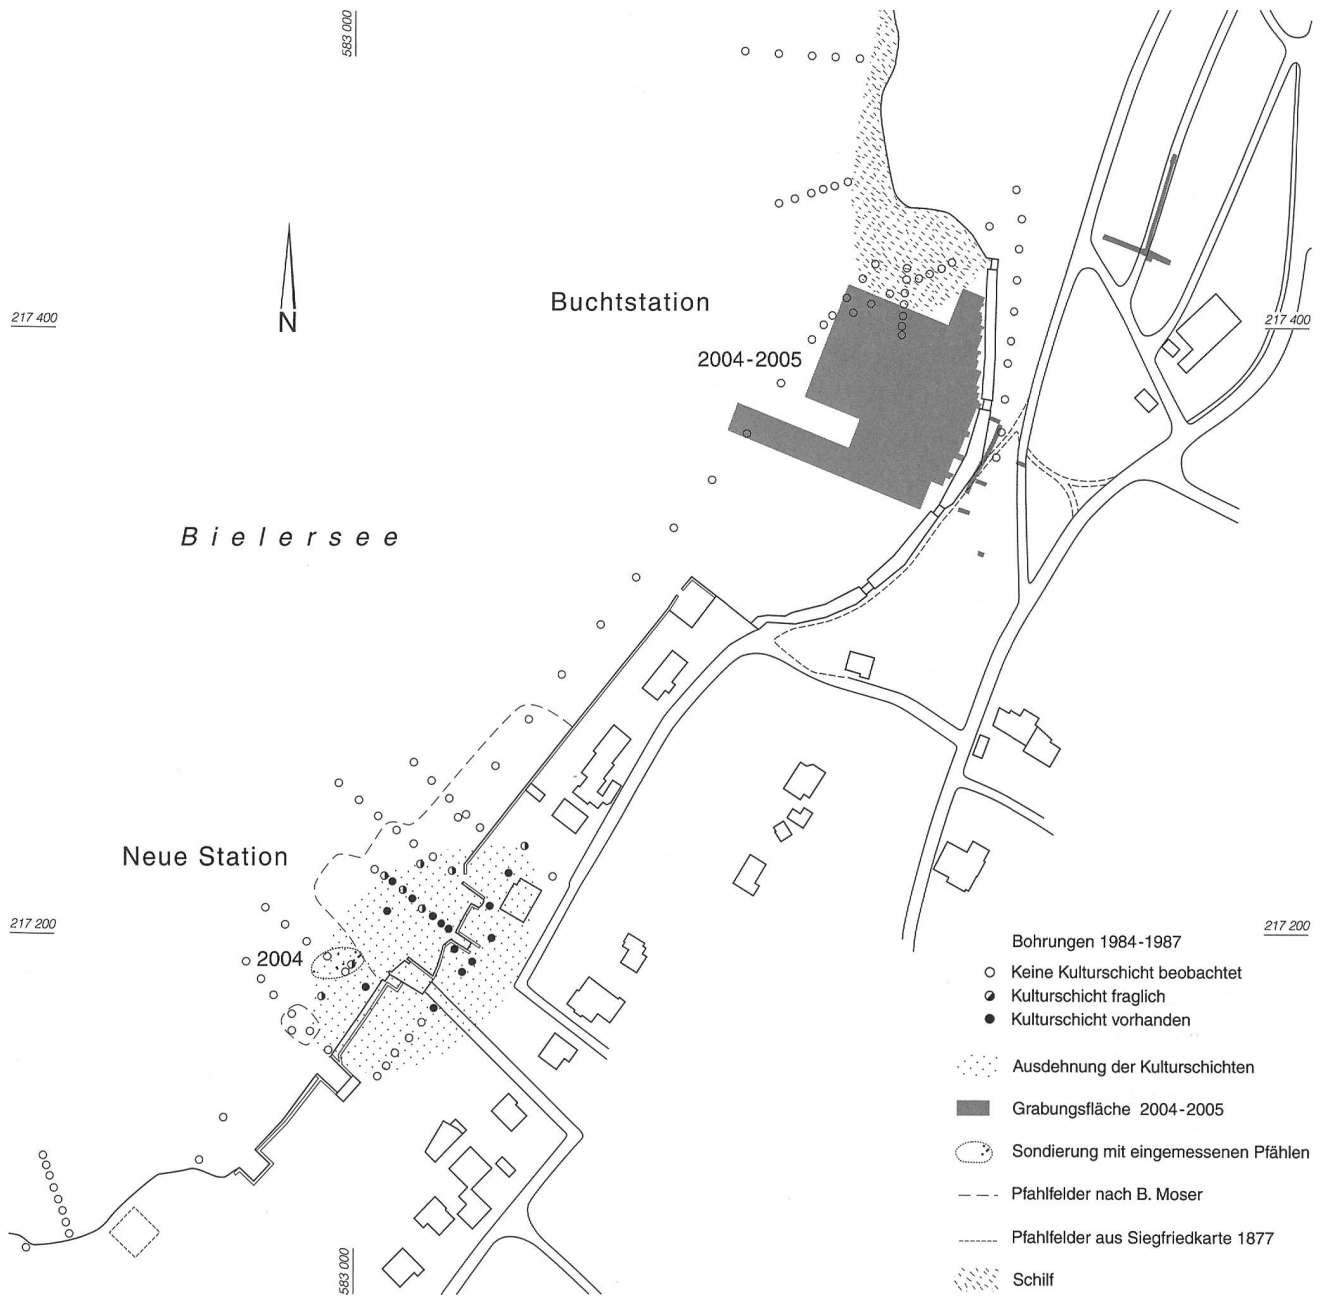 583 000
Buchtstation
217 400
N
217 400
2004-2005
Bielersee
Neue Station
217 200
217 200
2004
Bohrungen 1984-1987
Keine Kulturschicht beobachtet
Kulturschicht fraglich
Kulturschicht vorhanden
Ausdehnung der Kulturschichten
Grabungsfläche 2004-2005
Sondierung mit eingemessenen Pfählen
Pfahlfelder nach B. Moser
Pfahlfelder aus Siegfriedkarte 1877
Schilf
583 000